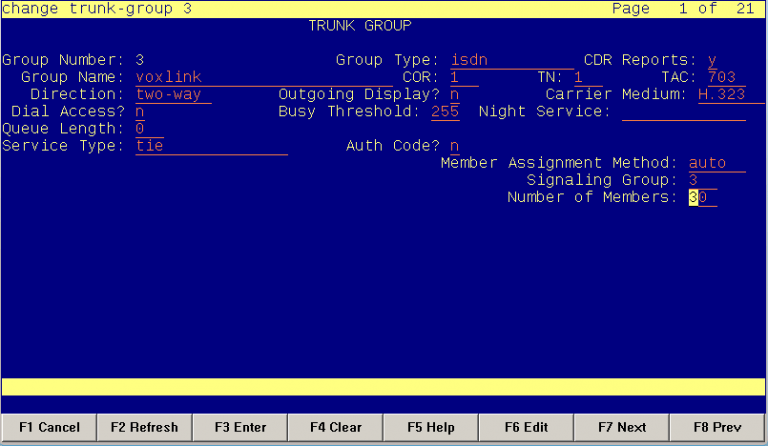 change trunk-group 3 Page 1 of 21
TRUNK GROUP
Group Number: 3 Group Type: isdn CDR Reports: y
Group Name: voxlink COR: 1 TN: 1 TAC: 703
Direction: two-way Outgoing Display? n Carrier Medium: H.323
Dial Access? n Busy Threshold: 255 Night Service:
Queue Length: 0
Service Type: tie Auth Code? n
Member Assignment Method: auto
Signaling Group: 3
Number of Members: 30
F1 Cancel F2 Refresh F3 Enter F4 Clear F5 Help F6 Edit F7 Next F8 Prev